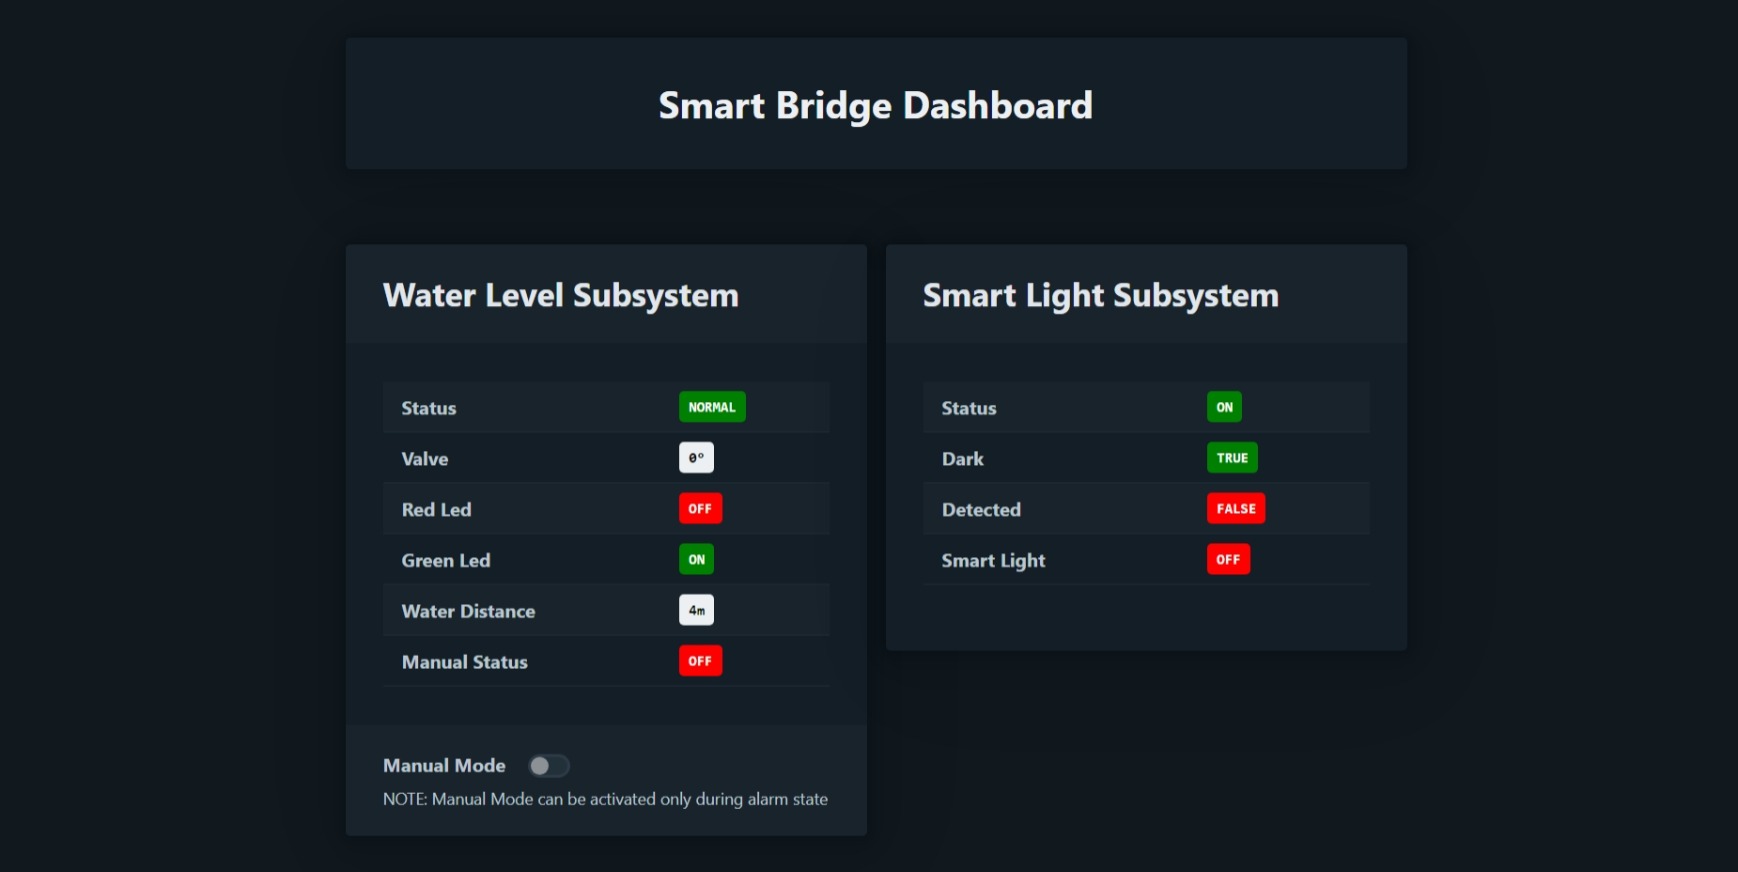 Smart Bridge Dashboard
Water Level Subsystem
Status NORMAL
Valve 0°
Red Led OFF
Green Led ON
Water Distance 4m
Manual Status OFF
Manual Mode
NOTE: Manual Mode can be activated only during alarm state
Smart Light Subsystem
Status ON
Dark TRUE
Detected FALSE
Smart Light OFF